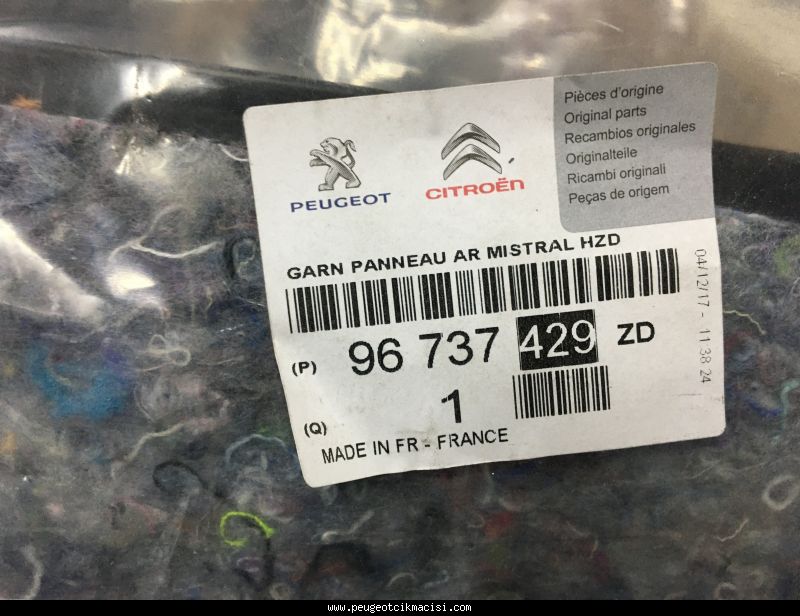 Pièces d'origine
Original parts
Recambios originales
Originalteile
Ricambi originali
Peças de origem
PEUGEOT
CITROËN
GARN PANNEAU AR MISTRAL HZD
(P) 96 737 429 ZD
(Q) 1
MADE IN FR - FRANCE
04/12/17 - 11:38:24
www.peugeotcikmacisi.com